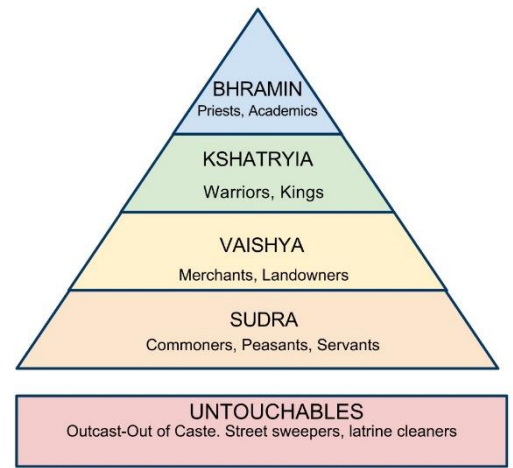 BHRAMIN
Priests, Academics
KSHATRYIA
Warriors, Kings
VAISHYA
Merchants, Landowners
SUDRA
Commoners, Peasants, Servants
UNTOUCHABLES
Outcast-Out of Caste. Street sweepers, latrine cleaners